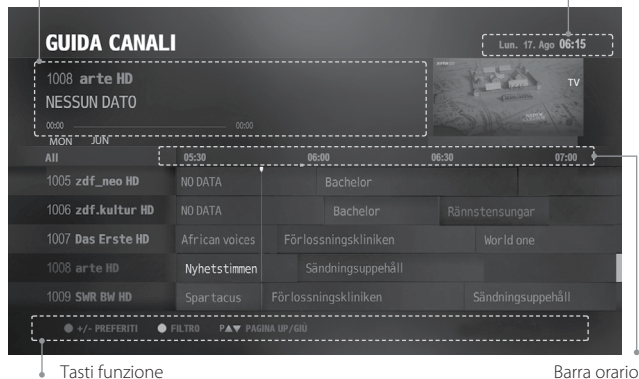 GUIDA CANALI
Lun. 17. Ago 06:15
1008 arte HD
NESSUN DATO
00:00 00:00
TV
MON JUN
All 05:30 06:00 06:30 07:00
1005 zdf_neo HD NO DATA Bachelor
1006 zdf.kultur HD NO DATA Bachelor Rännstensungar
1007 Das Erste HD African voices Förlossningskliniken World one
1008 arte HD Nyhetstimmen Sändningsuppehåll
1009 SWR BW HD Spartacus Förlossningskliniken Sändningsuppehåll
+/- PREFERITI FILTRO P▲▼ PAGINA UP/GIÙ
Tasti funzione Barra orario